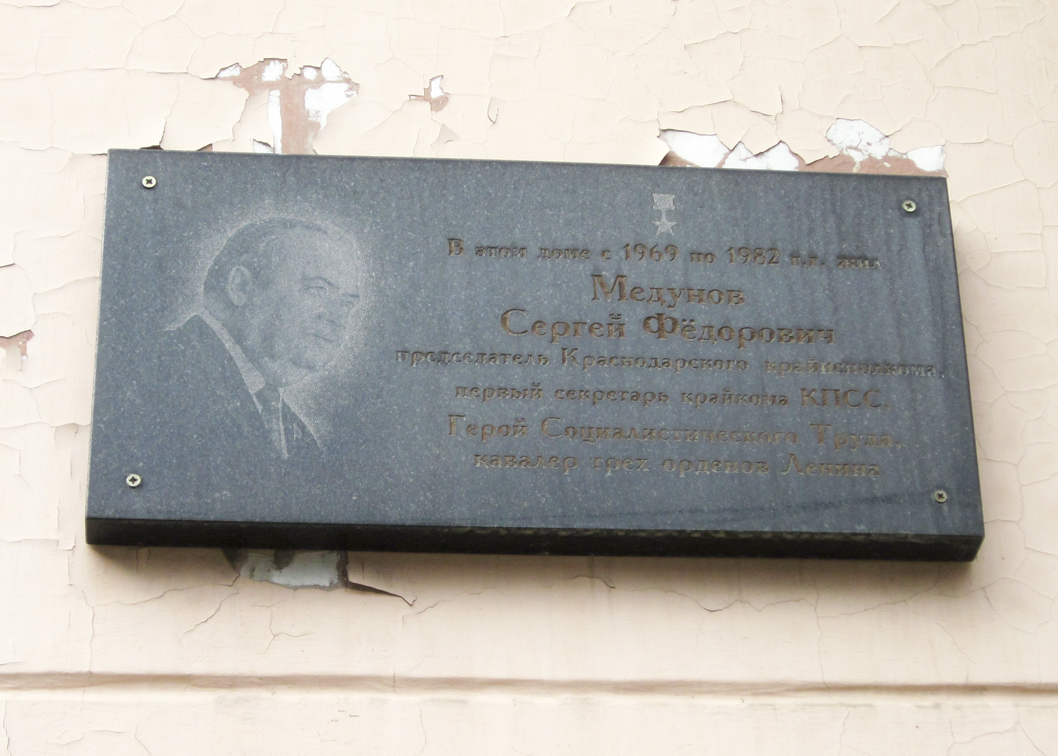 В этом доме с 1969 по 1982 г.г. жил
Медунов
Сергей Фёдорович
председатель Краснодарского крайисполкома,
первый секретарь крайкома КПСС,
Герой Социалистического Труда,
кавалер трех орденов Ленина